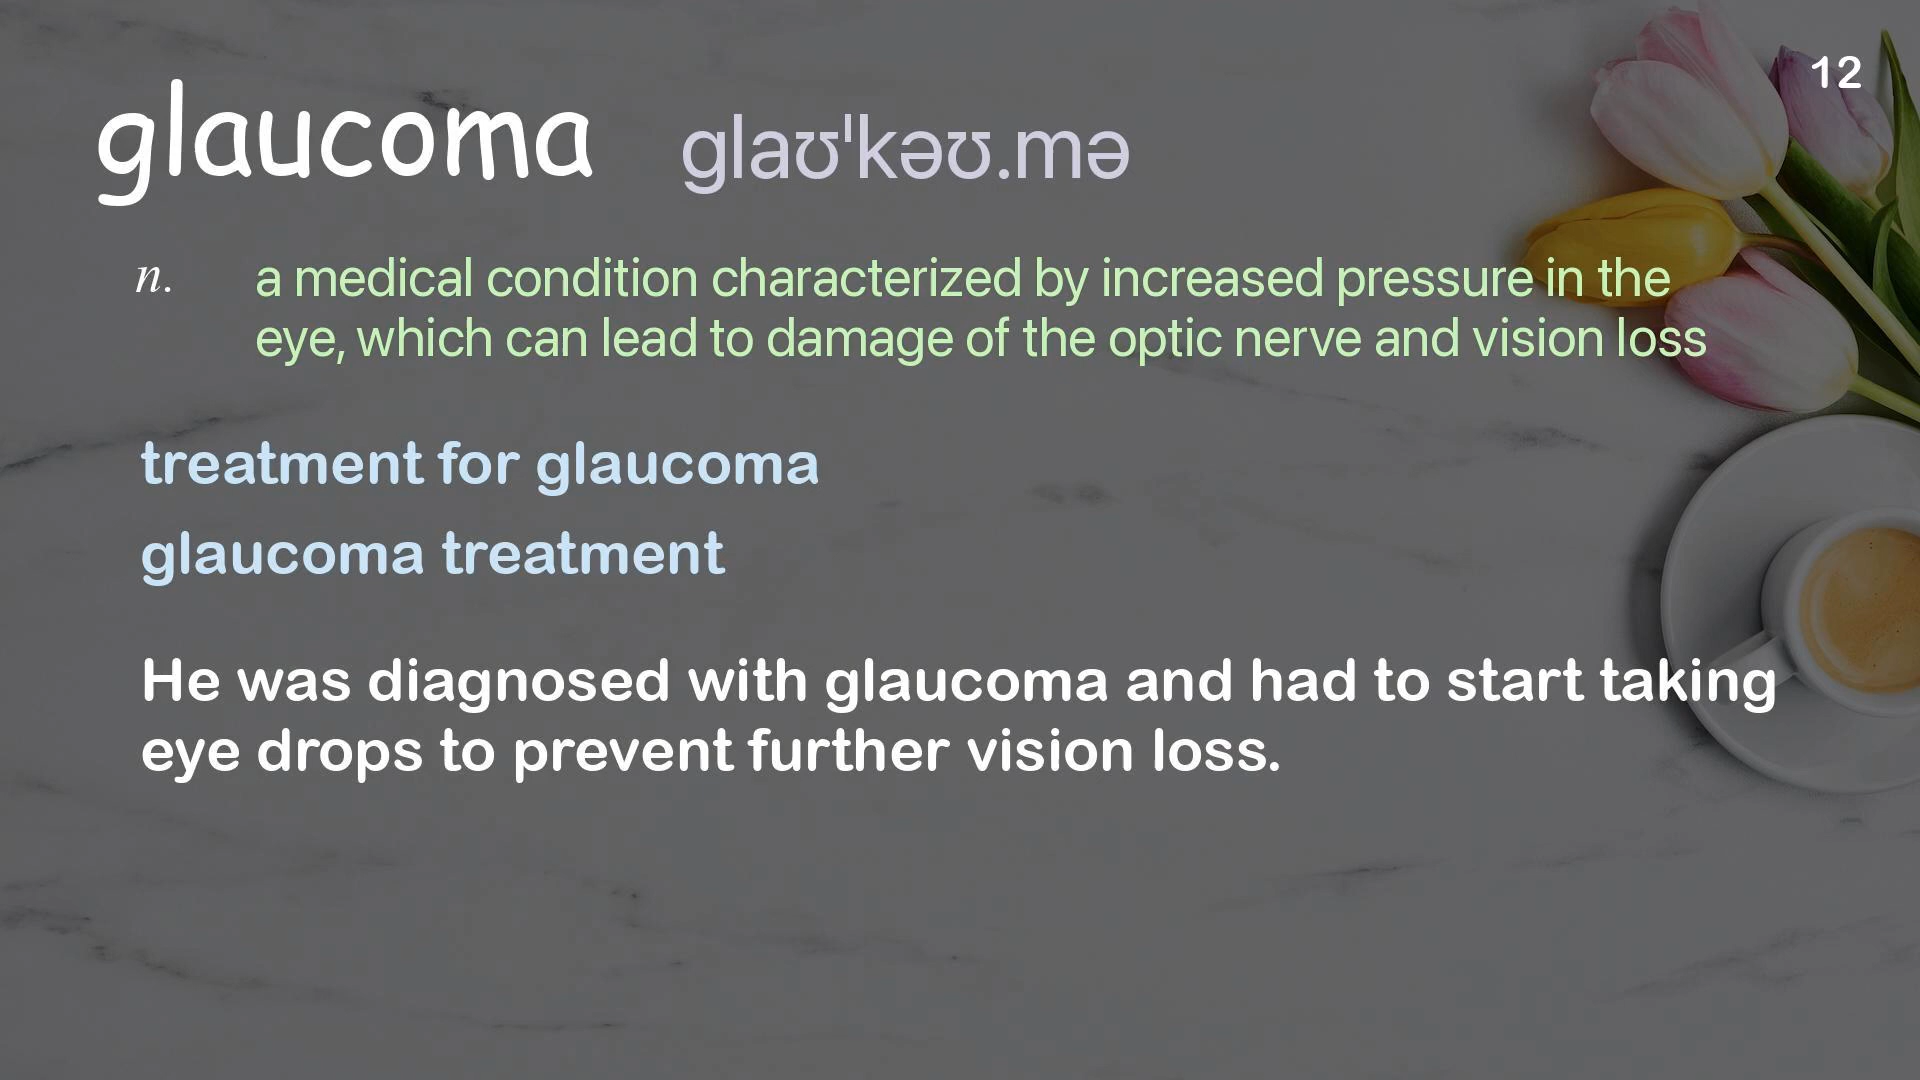 12
glaucoma glaʊˈkəʊ.mə
n. a medical condition characterized by increased pressure in the
eye, which can lead to damage of the optic nerve and vision loss
treatment for glaucoma
glaucoma treatment
He was diagnosed with glaucoma and had to start taking
eye drops to prevent further vision loss.